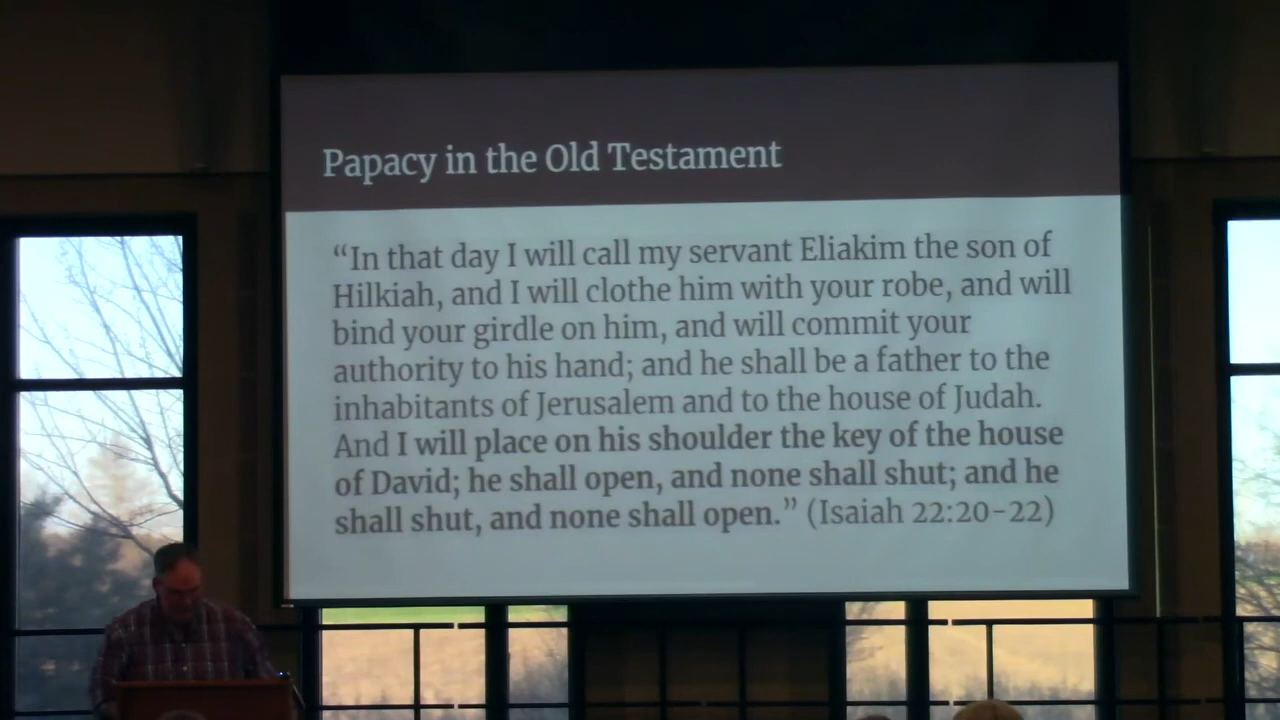 Papacy in the Old Testament
“In that day I will call my servant Eliakim the son of
Hilkiah, and I will clothe him with your robe, and will
bind your girdle on him, and will commit your
authority to his hand; and he shall be a father to the
inhabitants of Jerusalem and to the house of Judah.
And I will place on his shoulder the key of the house
of David; he shall open, and none shall shut; and he
shall shut, and none shall open.” (Isaiah 22:20-22)